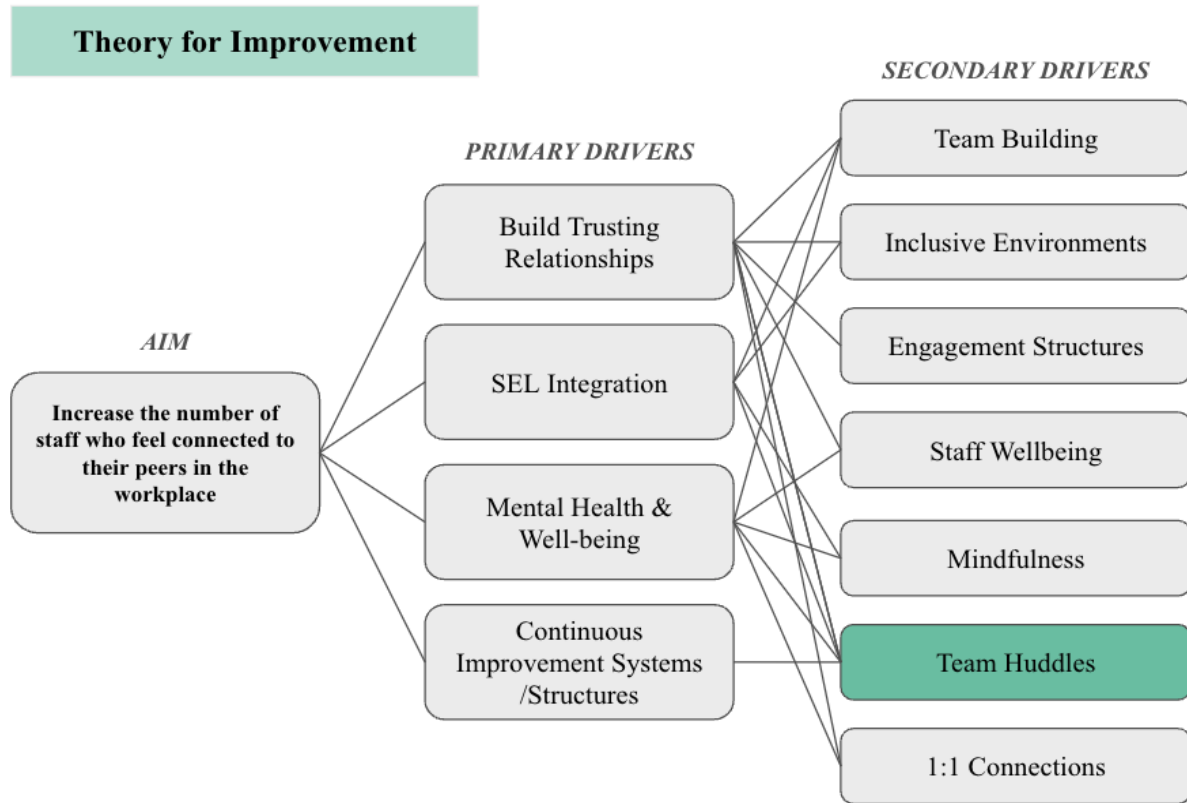 Theory for Improvement
AIM
Increase the number of
staff who feel connected to
their peers in the
workplace
PRIMARY DRIVERS
Build Trusting
Relationships
SEL Integration
Mental Health &
Well-being
Continuous
Improvement Systems
/Structures
SECONDARY DRIVERS
Team Building
Inclusive Environments
Engagement Structures
Staff Wellbeing
Mindfulness
Team Huddles
1:1 Connections